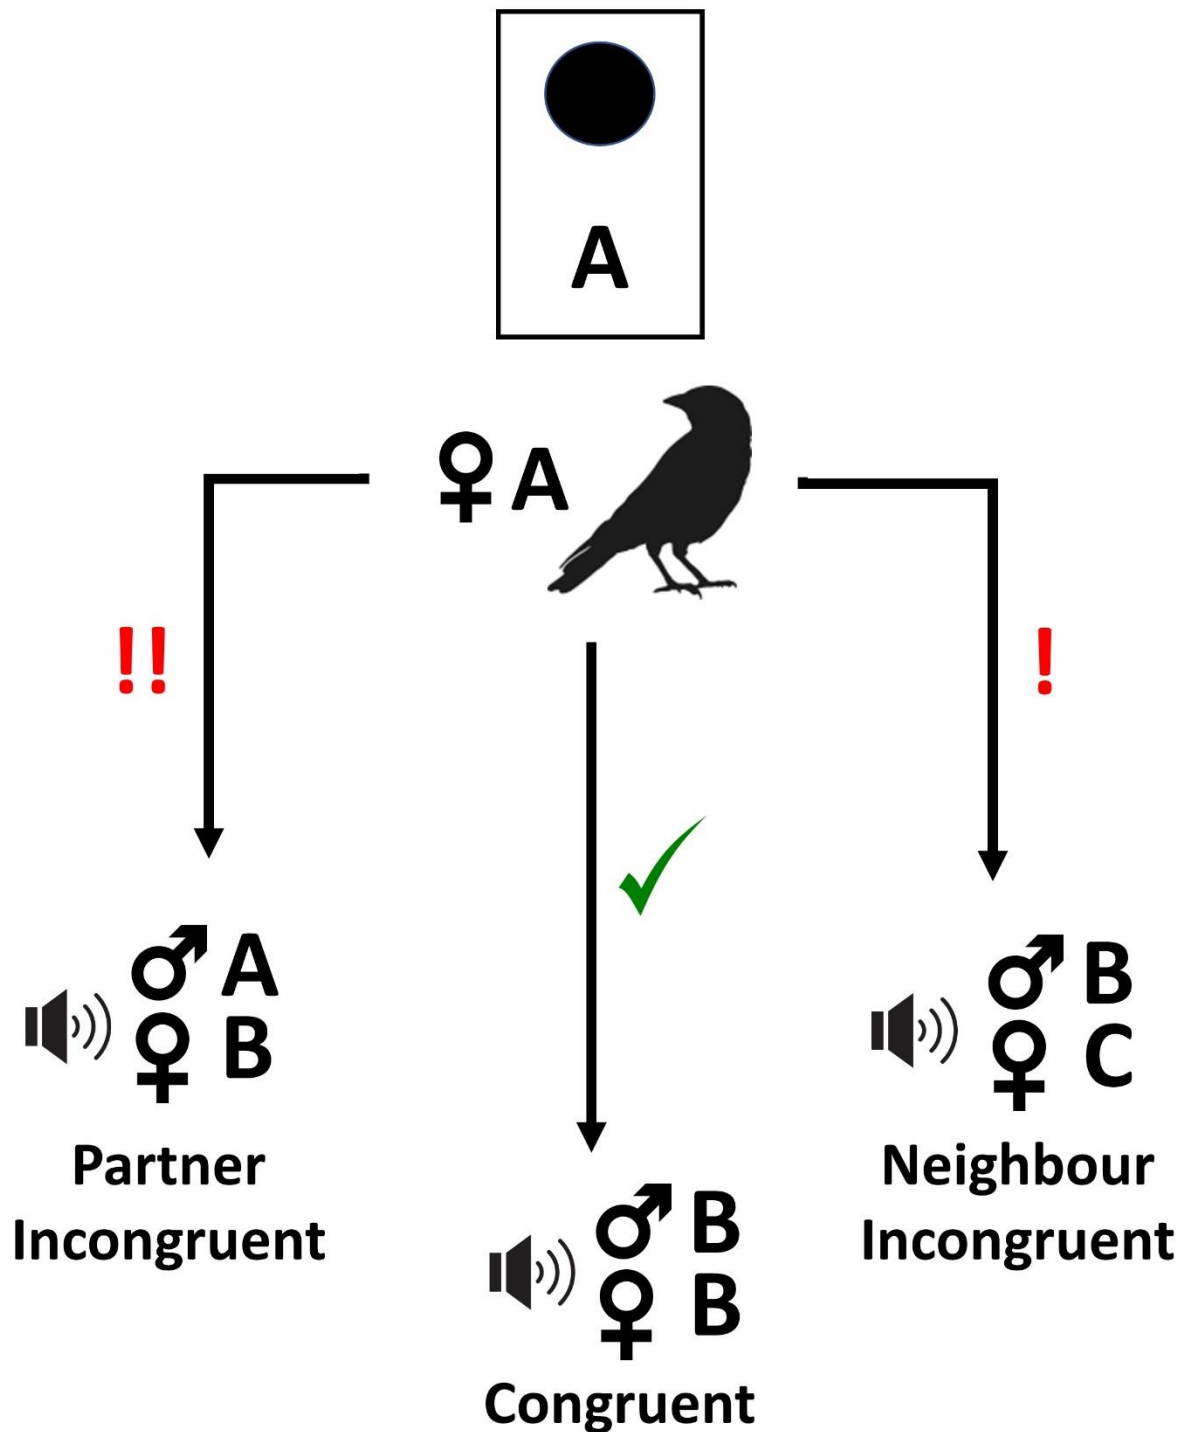 A
♀ A
!!
!
♂ A
♀ B
Partner
Incongruent
♂ B
♀ B
Congruent
♂ B
♀ C
Neighbour
Incongruent